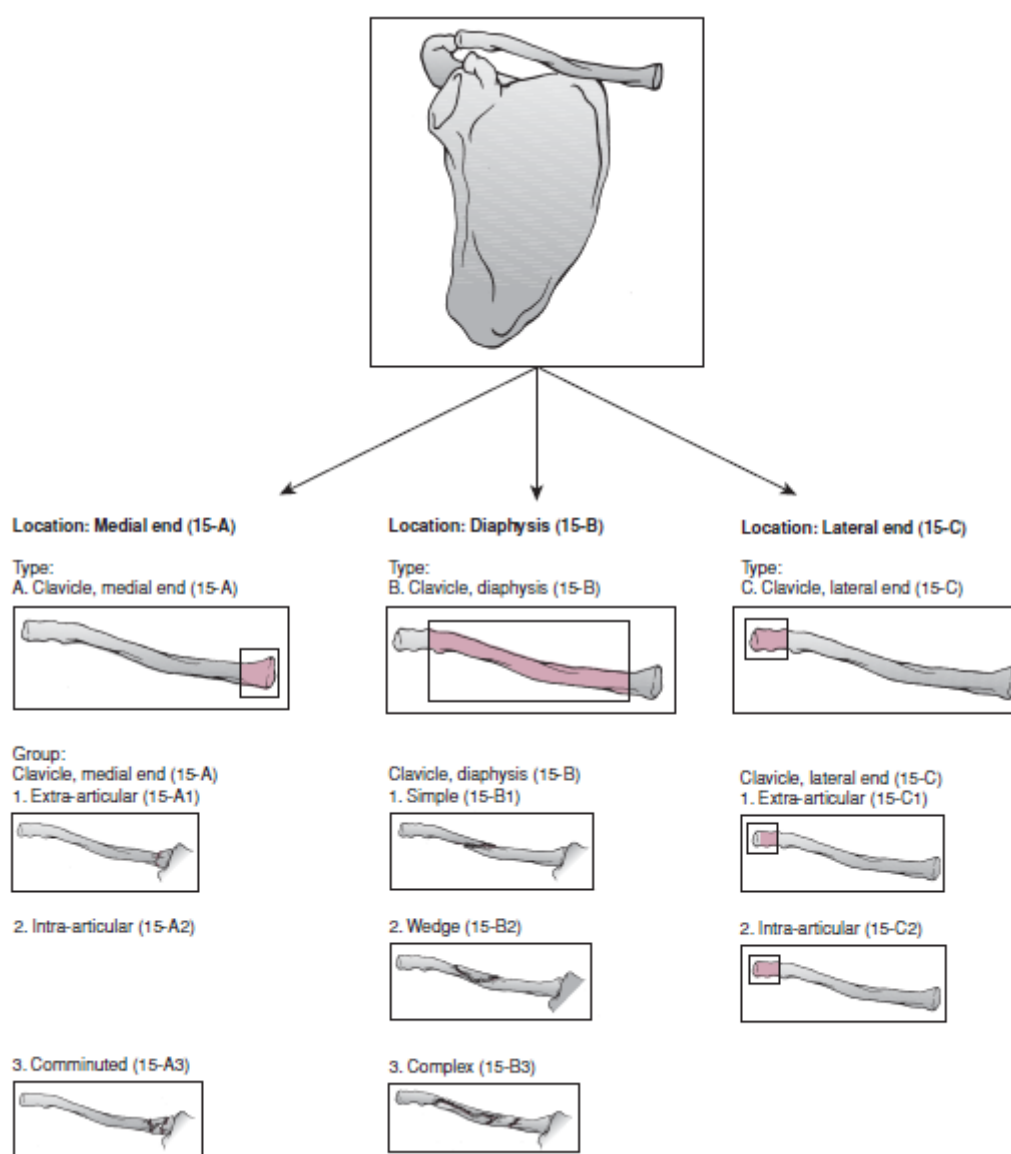 Location: Medial end (15-A)
Type:
A. Clavicle, medial end (15-A)
Group:
Clavicle, medial end (15-A)
1. Extra-articular (15-A1)
2. Intra-articular (15-A2)
3. Comminuted (15-A3)
Location: Diaphysis (15-B)
Type:
B. Clavicle, diaphysis (15-B)
Clavicle, diaphysis (15-B)
1. Simple (15-B1)
2. Wedge (15-B2)
3. Complex (15-B3)
Location: Lateral end (15-C)
Type:
C. Clavicle, lateral end (15-C)
Clavicle, lateral end (15-C)
1. Extra-articular (15-C1)
2. Intra-articular (15-C2)